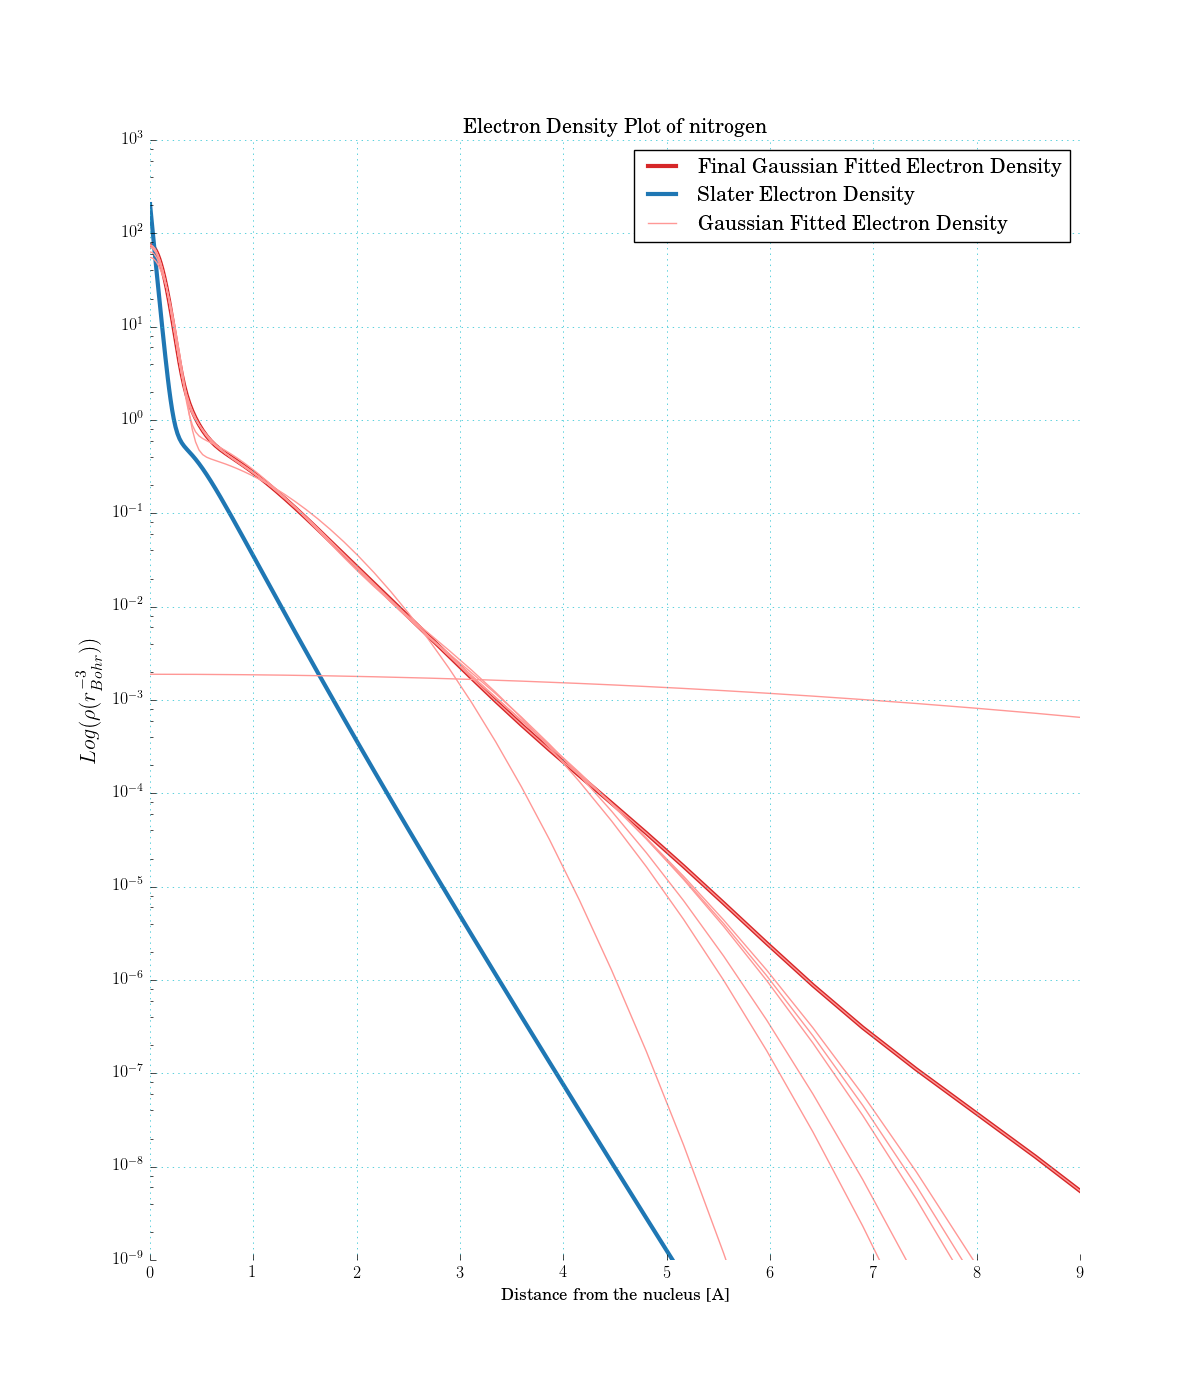 Electron Density Plot of nitrogen
Final Gaussian Fitted Electron Density
Slater Electron Density
Gaussian Fitted Electron Density
10^3
10^2
10^1
10^0
10^{-1}
10^{-2}
10^{-3}
10^{-4}
10^{-5}
10^{-6}
10^{-7}
10^{-8}
10^{-9}
Log(ρ(r_{Bohr}^{-3}))
0 1 2 3 4 5 6 7 8 9
Distance from the nucleus [A]